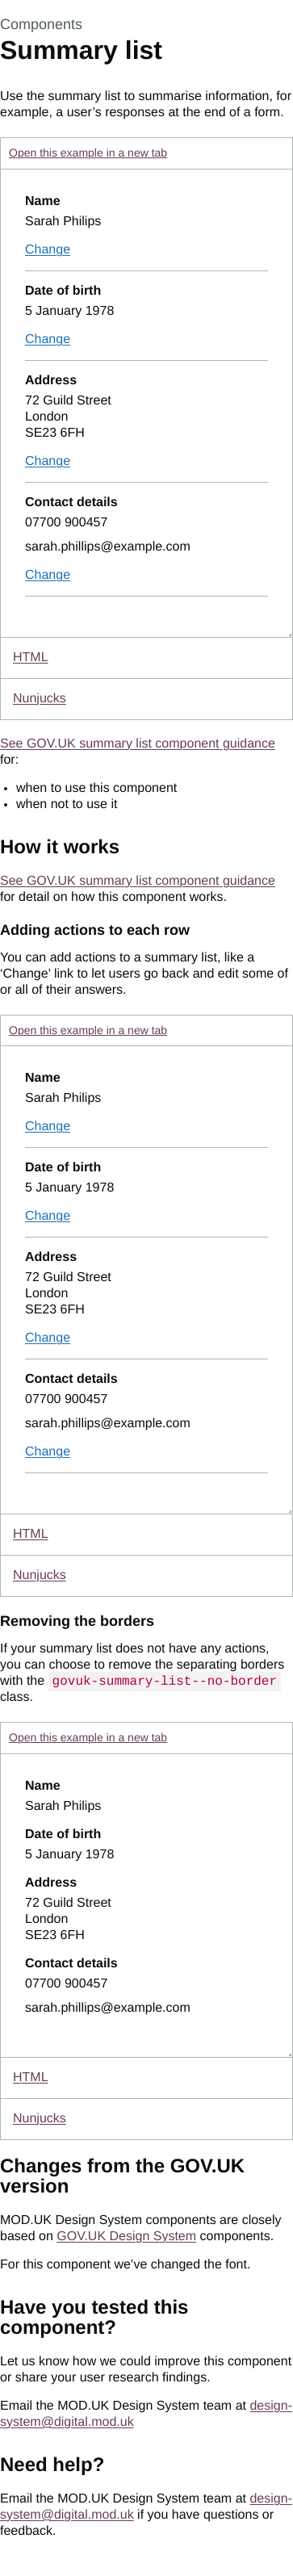 Components
Summary list
Use the summary list to summarise information, for
example, a user’s responses at the end of a form.
Open this example in a new tab
Name
Sarah Philips
Change
Date of birth
5 January 1978
Change
Address
72 Guild Street
London
SE23 6FH
Change
Contact details
07700 900457
sarah.phillips@example.com
Change
HTML
Nunjucks
See GOV.UK summary list component guidance
for:
• when to use this component
• when not to use it
How it works
See GOV.UK summary list component guidance
for detail on how this component works.
Adding actions to each row
You can add actions to a summary list, like a
‘Change’ link to let users go back and edit some of
or all of their answers.
Open this example in a new tab
Name
Sarah Philips
Change
Date of birth
5 January 1978
Change
Address
72 Guild Street
London
SE23 6FH
Change
Contact details
07700 900457
sarah.phillips@example.com
Change
HTML
Nunjucks
Removing the borders
If your summary list does not have any actions,
you can choose to remove the separating borders
with the govuk-summary-list--no-border
class.
Open this example in a new tab
Name
Sarah Philips
Date of birth
5 January 1978
Address
72 Guild Street
London
SE23 6FH
Contact details
07700 900457
sarah.phillips@example.com
HTML
Nunjucks
Changes from the GOV.UK
version
MOD.UK Design System components are closely
based on GOV.UK Design System components.
For this component we’ve changed the font.
Have you tested this
component?
Let us know how we could improve this component
or share your user research findings.
Email the MOD.UK Design System team at design-
system@digital.mod.uk
Need help?
Email the MOD.UK Design System team at design-
system@digital.mod.uk if you have questions or
feedback.